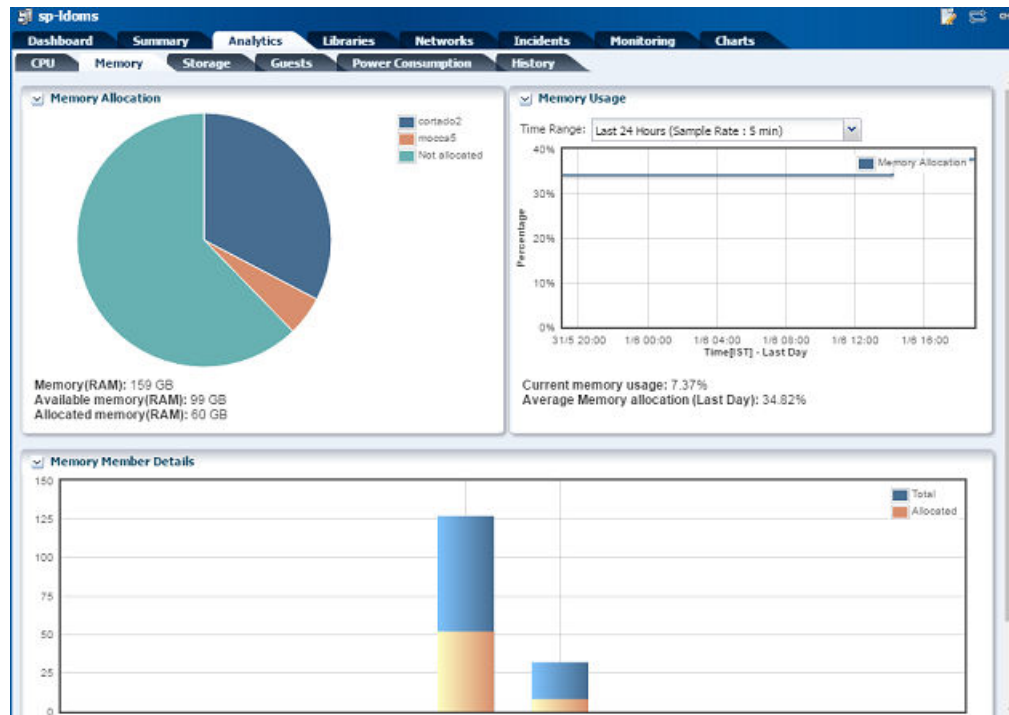 sp-ldoms
Dashboard Summary Analytics Libraries Networks Incidents Monitoring Charts
CPU Memory Storage Guests Power Consumption History
Memory Allocation
cortado2
mocca5
Not allocated
Memory(RAM): 159 GB
Available memory(RAM): 99 GB
Allocated memory(RAM): 60 GB
Memory Usage
Time Range: Last 24 Hours (Sample Rate : 5 min)
Memory Allocation
40%
30%
20%
10%
0%
Percentage
31/5 20:00 1/6 00:00 1/6 04:00 1/6 08:00 1/6 12:00 1/6 16:00
Time[IST] - Last Day
Current memory usage: 7.37%
Average Memory allocation (Last Day): 34.82%
Memory Member Details
Total
Allocated
150
125
100
75
50
25
0